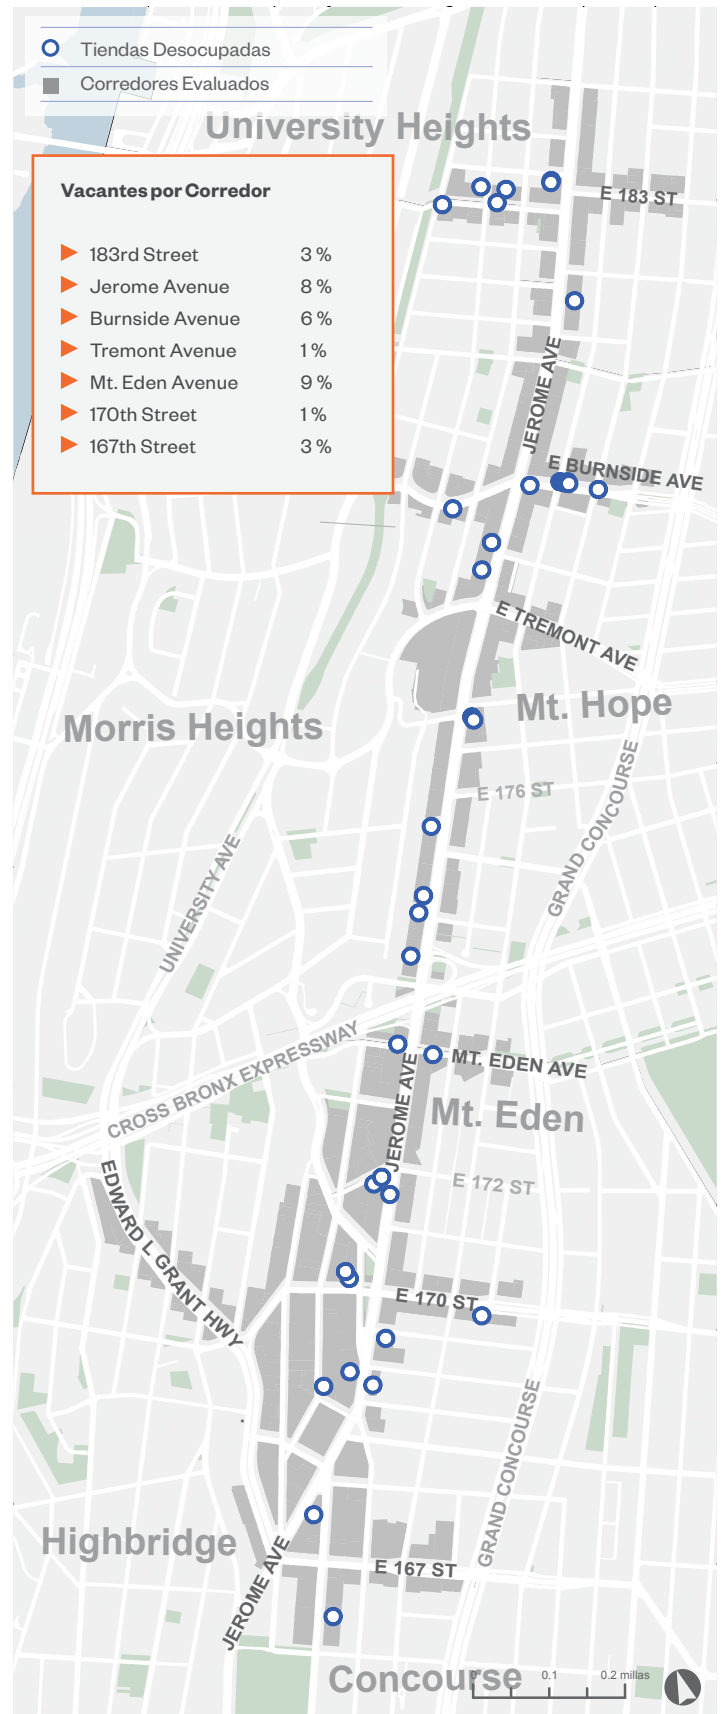 Tiendas Desocupadas
Corredores Evaluados
University Heights
Vacantes por Corredor
183rd Street 3 %
Jerome Avenue 8 %
Burnside Avenue 6 %
Tremont Avenue 1 %
Mt. Eden Avenue 9 %
170th Street 1 %
167th Street 3 %
E 183 ST
JEROME AVE
E BURNSIDE AVE
E TREMONT AVE
Mt. Hope
Morris Heights
E 176 ST
GRAND CONCOURSE
UNIVERSITY AVE
CROSS BRONX EXPRESSWAY
MT. EDEN AVE
JEROME AVE
Mt. Eden
E 172 ST
EDWARD L GRANT HWY
E 170 ST
GRAND CONCOURSE
Highbridge
JEROME AVE
E 167 ST
Concourse
0 0.1 0.2 millas